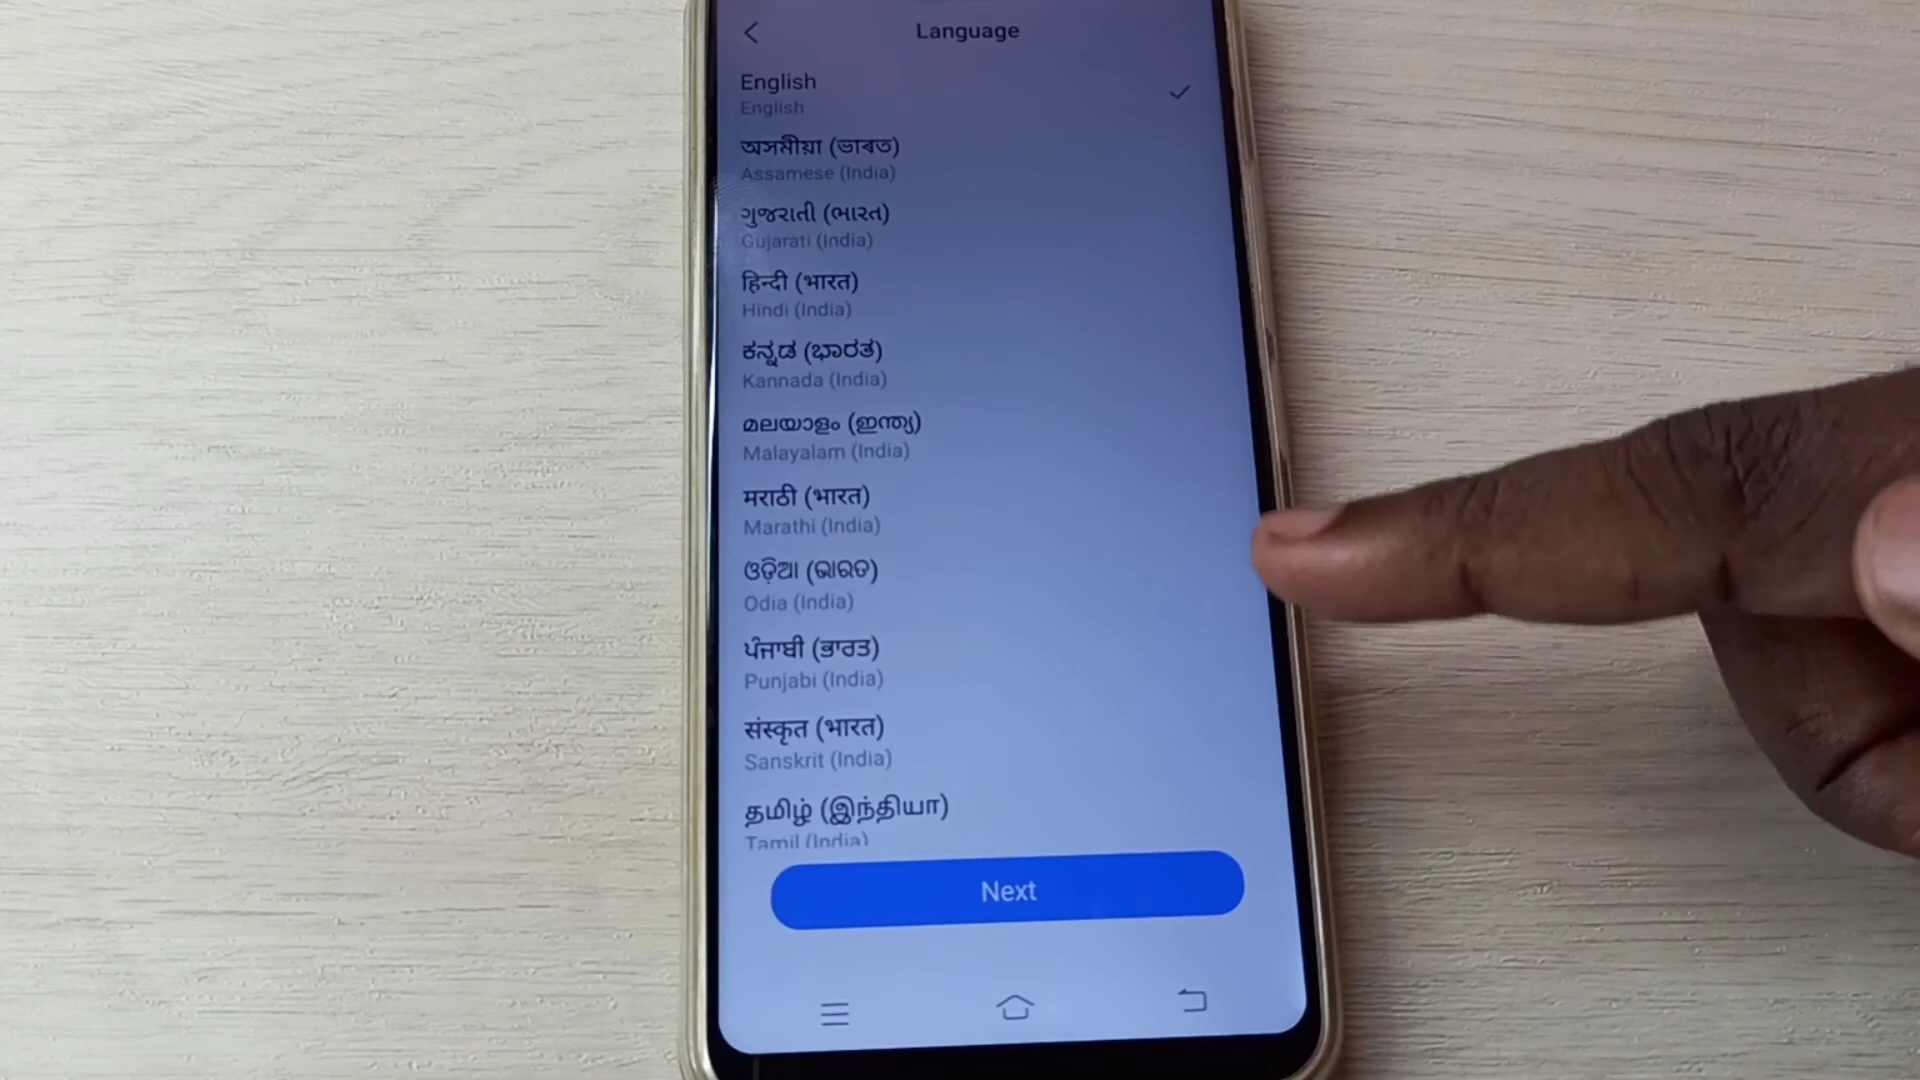 Language
English
English
অসমীয়া (ভাৰত)
Assamese (India)
ગુજરાતી (ભારત)
Gujarati (India)
हिन्दी (भारत)
Hindi (India)
ಕನ್ನಡ (ಭಾರತ)
Kannada (India)
മലയാളം (ഇന്ത്യ)
Malayalam (India)
मराठी (भारत)
Marathi (India)
ଓଡ଼ିଆ (ଭାରତ)
Odia (India)
ਪੰਜਾਬੀ (ਭਾਰਤ)
Punjabi (India)
संस्कृत (भारत)
Sanskrit (India)
தமிழ் (இந்தியா)
Tamil (India)
Next